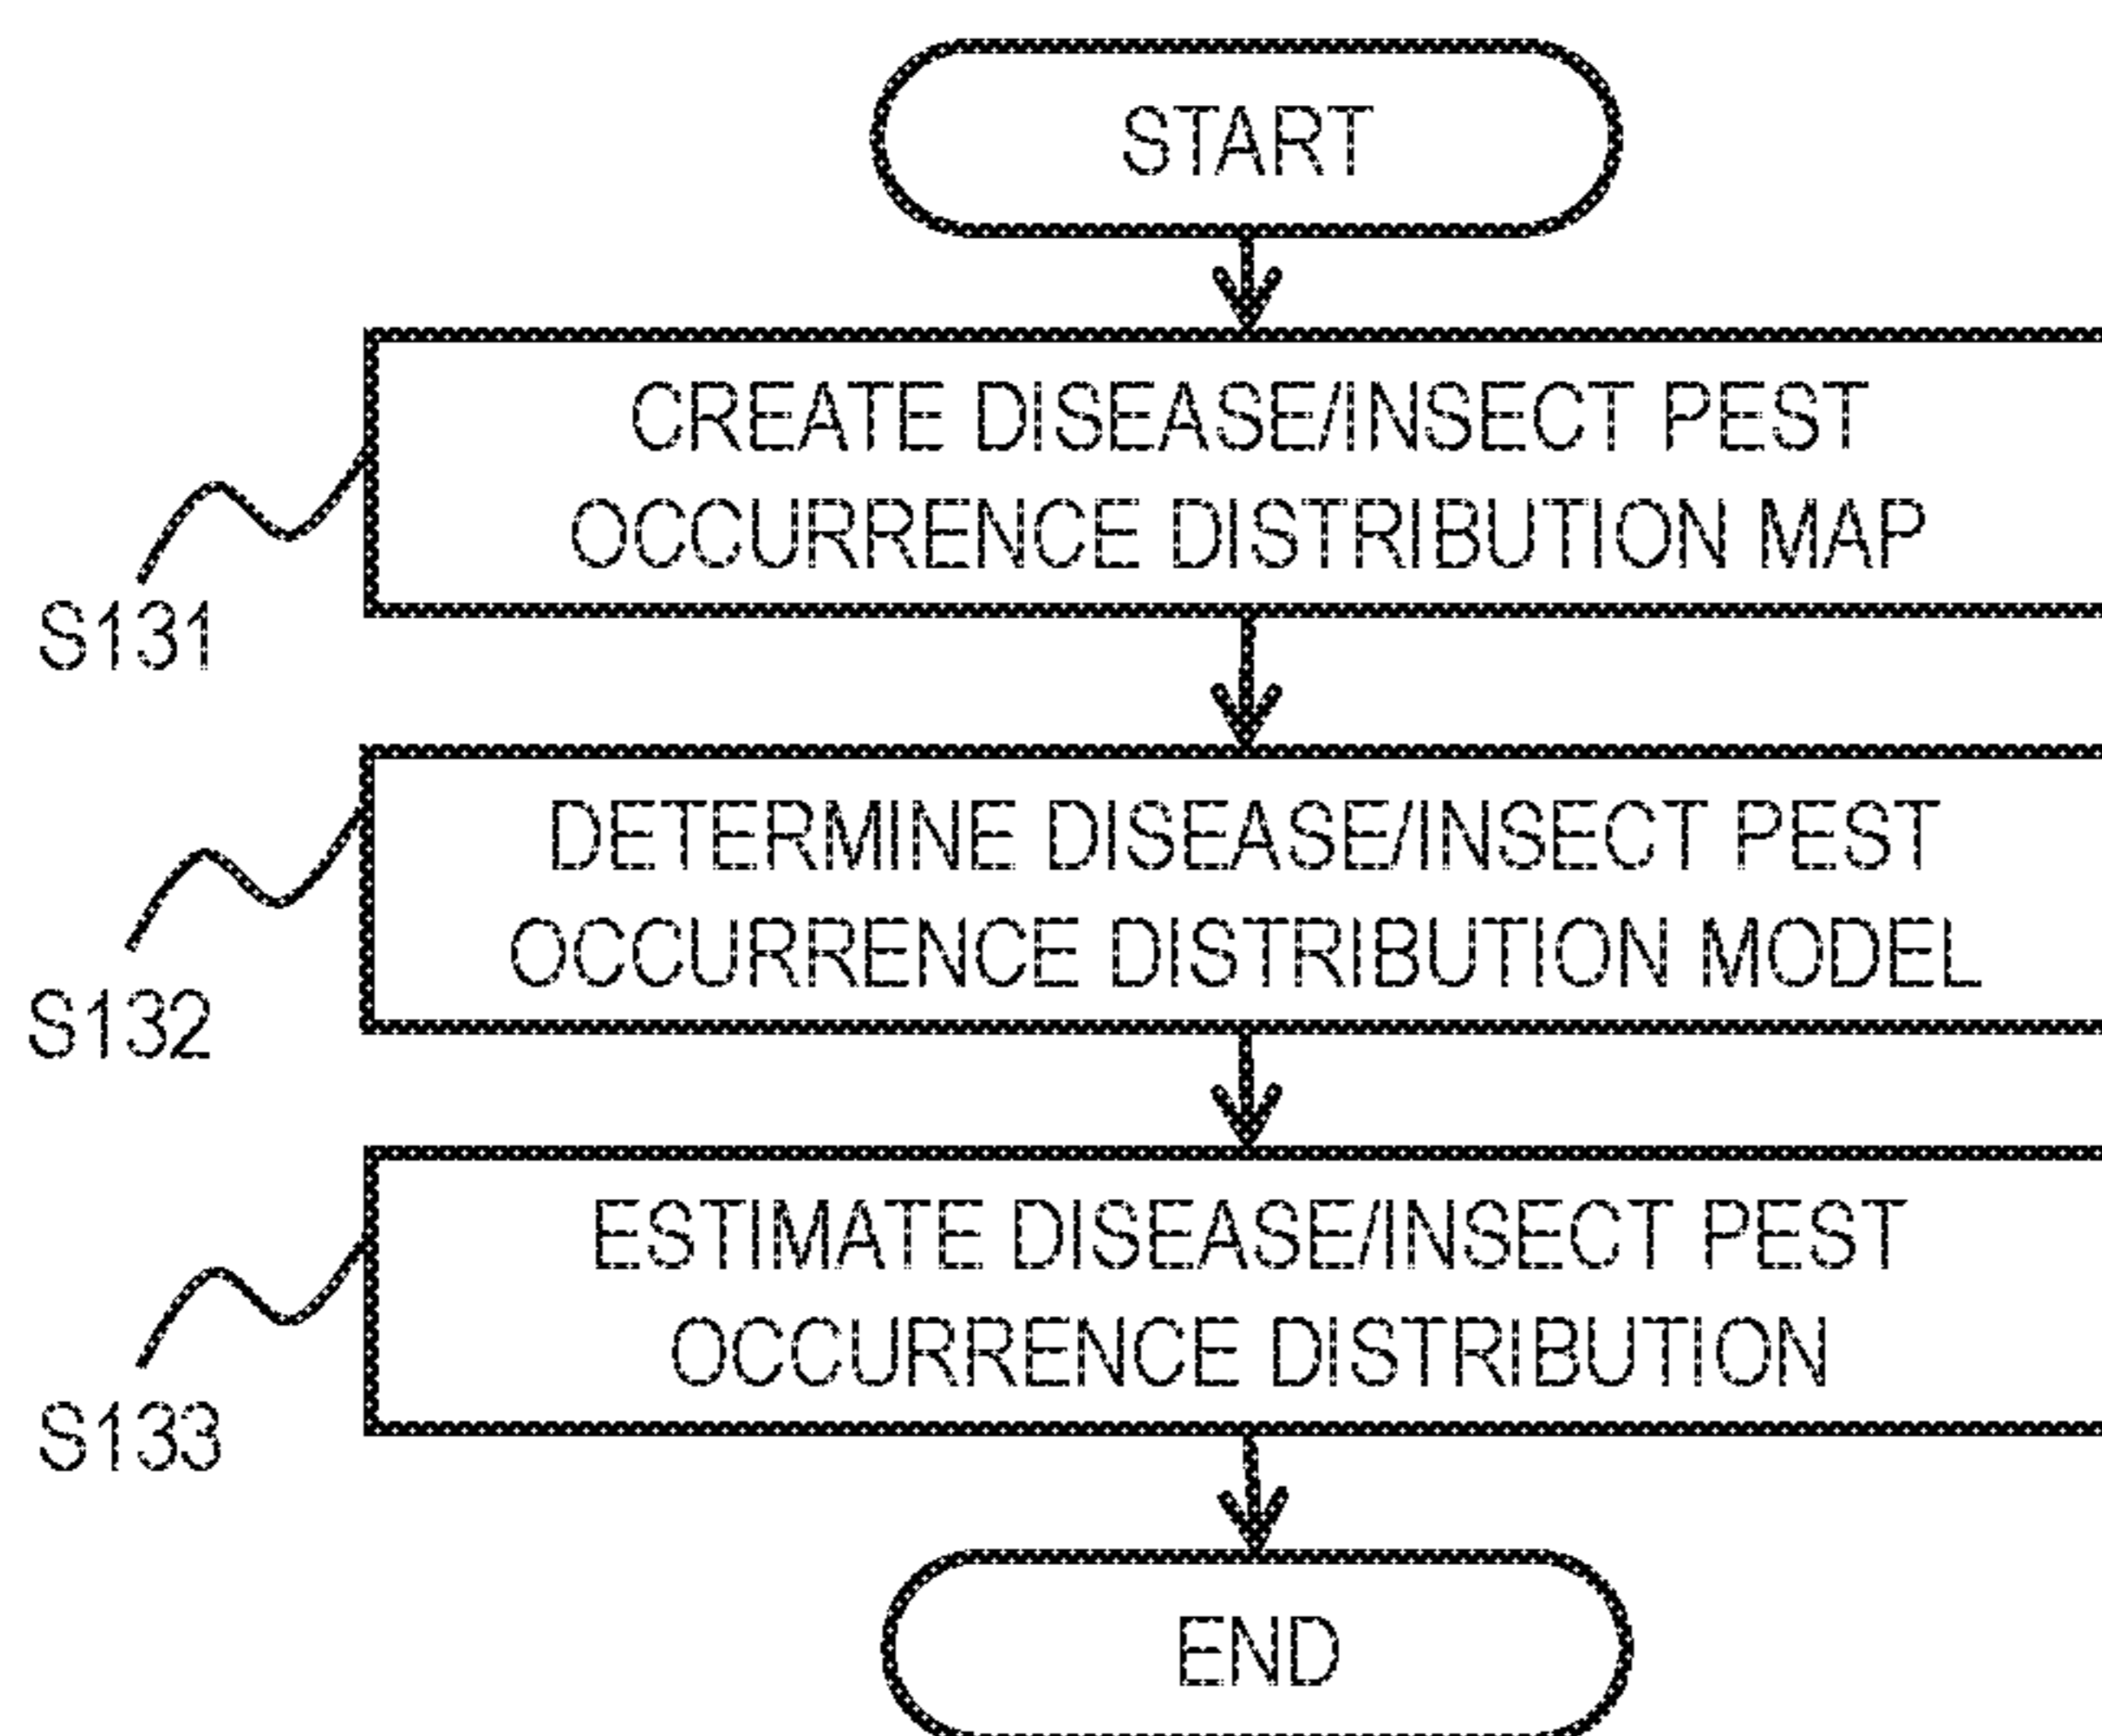 START
CREATE DISEASE/INSECT PEST
OCCURRENCE DISTRIBUTION MAP
S131
DETERMINE DISEASE/INSECT PEST
OCCURRENCE DISTRIBUTION MODEL
S132
ESTIMATE DISEASE/INSECT PEST
OCCURRENCE DISTRIBUTION
S133
END